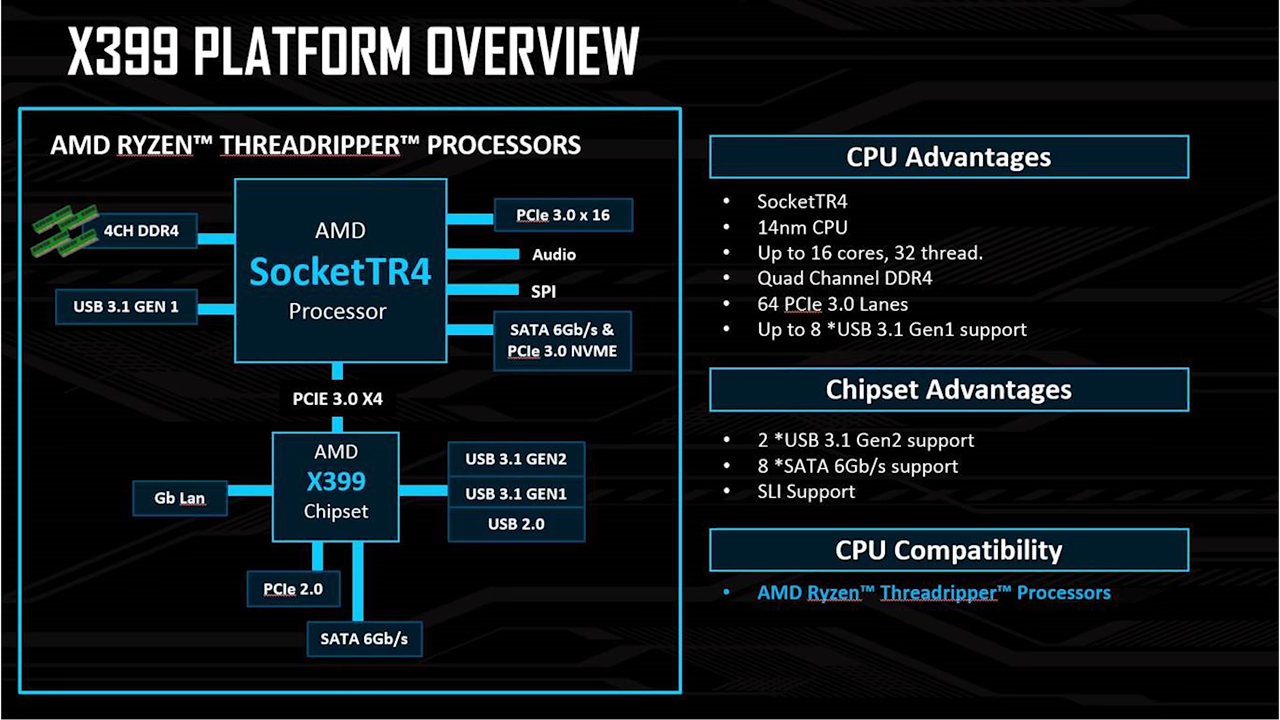 X399 PLATFORM OVERVIEW
AMD RYZEN™ THREADRIPPER™ PROCESSORS
4CH DDR4
USB 3.1 GEN 1
AMD
SocketTR4
Processor
PCIe 3.0 x 16
Audio
SPI
SATA 6Gb/s &
PCIe 3.0 NVME
PCIE 3.0 X4
AMD
X399
Chipset
Gb Lan
USB 3.1 GEN2
USB 3.1 GEN1
USB 2.0
PCIe 2.0
SATA 6Gb/s
CPU Advantages
• SocketTR4
• 14nm CPU
• Up to 16 cores, 32 thread.
• Quad Channel DDR4
• 64 PCIe 3.0 Lanes
• Up to 8 *USB 3.1 Gen1 support
Chipset Advantages
• 2 *USB 3.1 Gen2 support
• 8 *SATA 6Gb/s support
• SLI Support
CPU Compatibility
• AMD Ryzen™ Threadripper™ Processors